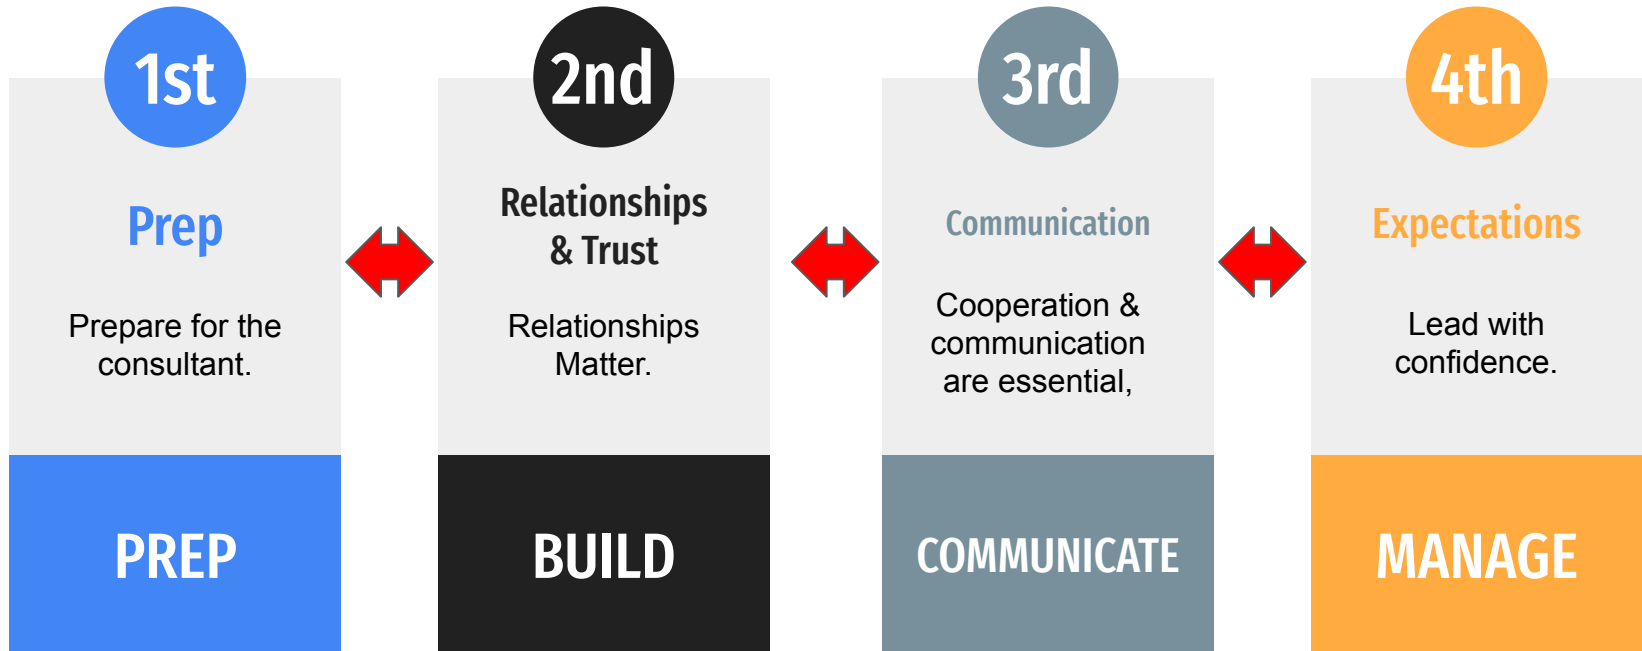 1st
Prep
Prepare for the
consultant.
PREP
2nd
Relationships
& Trust
Relationships
Matter.
BUILD
3rd
Communication
Cooperation &
communication
are essential,
COMMUNICATE
4th
Expectations
Lead with
confidence.
MANAGE